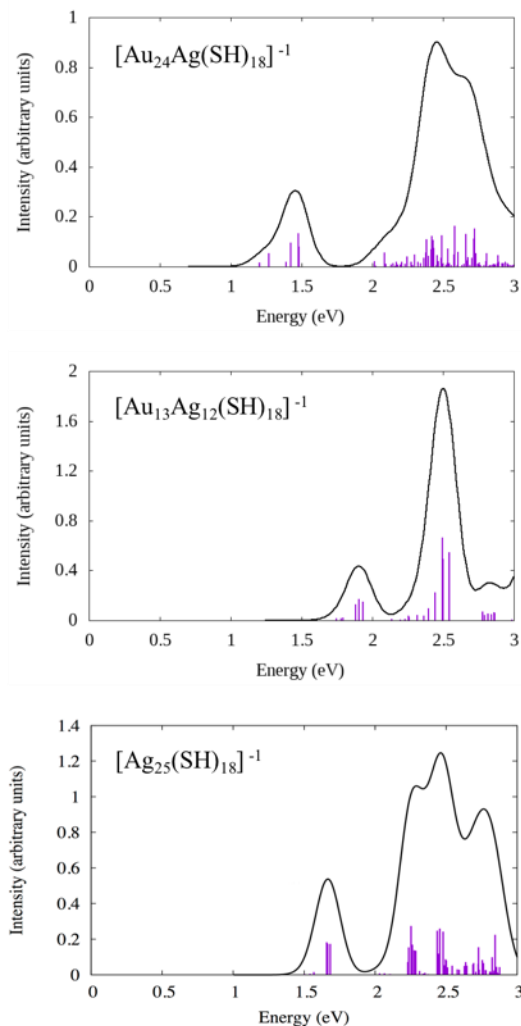 [Au₂₄Ag(SH)₁₈]⁻¹
Intensity (arbitrary units)
1
0.8
0.6
0.4
0.2
0
0 0.5 1 1.5 2 2.5 3
Energy (eV)
[Au₁₃Ag₁₂(SH)₁₈]⁻¹
Intensity (arbitrary units)
2
1.6
1.2
0.8
0.4
0
0 0.5 1 1.5 2 2.5 3
Energy (eV)
[Ag₂₅(SH)₁₈]⁻¹
Intensity (arbitrary units)
1.4
1.2
1
0.8
0.6
0.4
0.2
0
0 0.5 1.0 1.5 2 2.5 3
Energy (eV)